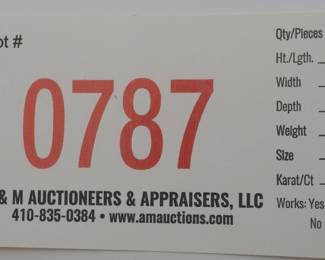 ot #
0787
& M AUCTIONEERS & APPRAISERS, LLC
410-835-0384 • www.amauctions.com
Qty/Pieces
Ht./Lgth.
Width
Depth
Weight
Size
Karat/Ct
Works: Yes
No